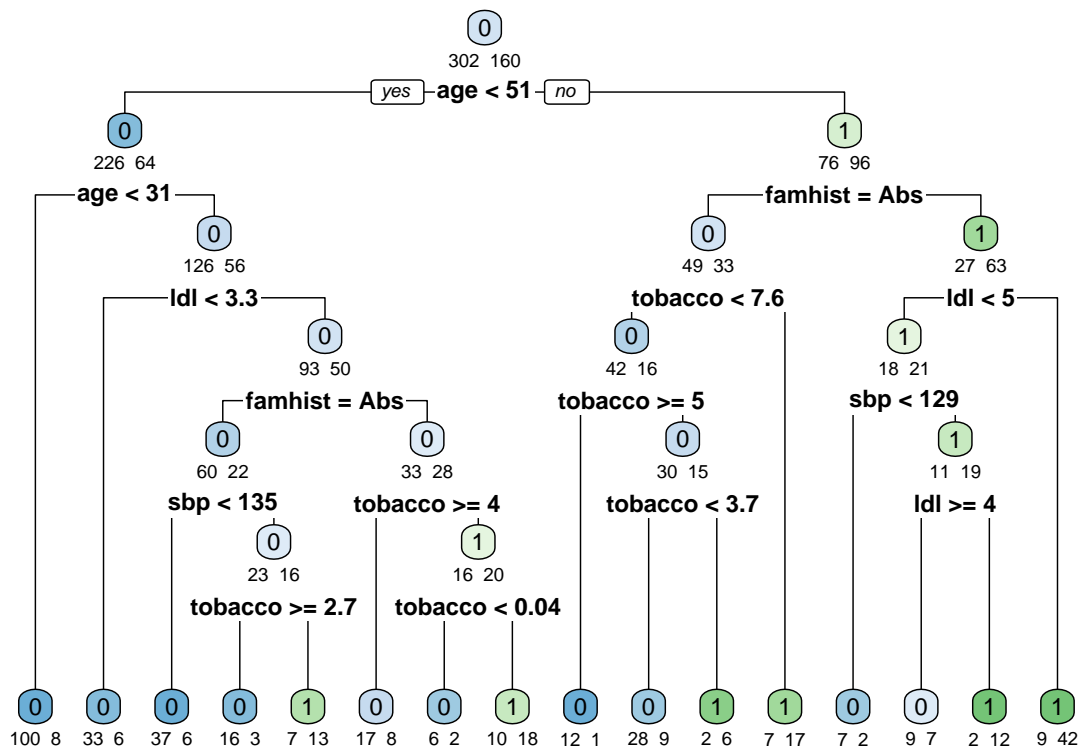 0
302 160
yes age < 51 no
0 1
226 64 76 96
age < 31 famhist = Abs
0 0 1
126 56 49 33 27 63
ldl < 3.3 tobacco < 7.6 ldl < 5
0 0 1
93 50 42 16 18 21
famhist = Abs tobacco >= 5 sbp < 129
0 0 0 1
60 22 33 28 30 15 11 19
sbp < 135 tobacco >= 4 tobacco < 3.7 ldl >= 4
0 1
23 16 16 20
tobacco >= 2.7 tobacco < 0.04
0 0 0 0 1 0 0 1 0 0 1 1 0 0 1 1
100 8 33 6 37 6 16 3 7 13 17 8 6 2 10 18 12 1 28 9 2 6 7 17 7 2 9 7 2 12 9 42